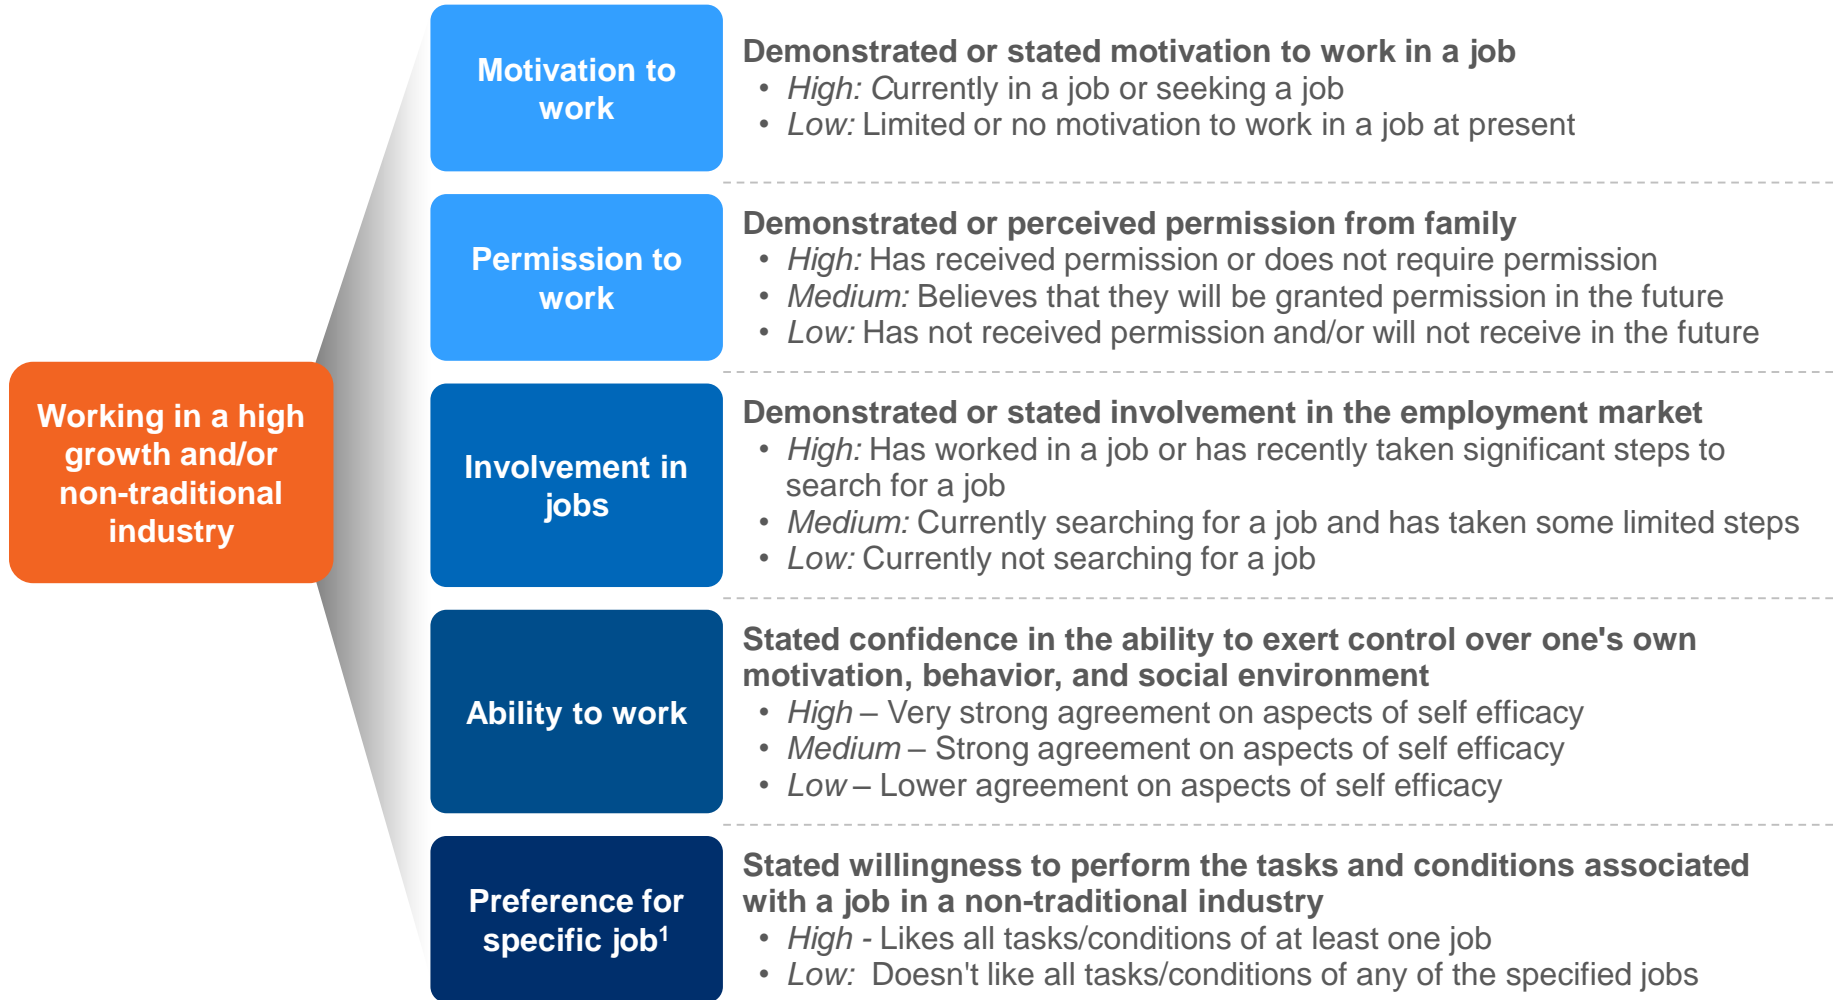 Working in a high
growth and/or
non-traditional
industry
Motivation to
work
Demonstrated or stated motivation to work in a job
• High: Currently in a job or seeking a job
• Low: Limited or no motivation to work in a job at present
Permission to
work
Demonstrated or perceived permission from family
• High: Has received permission or does not require permission
• Medium: Believes that they will be granted permission in the future
• Low: Has not received permission and/or will not receive in the future
Involvement in
jobs
Demonstrated or stated involvement in the employment market
• High: Has worked in a job or has recently taken significant steps to
search for a job
• Medium: Currently searching for a job and has taken some limited steps
• Low: Currently not searching for a job
Ability to work
Stated confidence in the ability to exert control over one's own
motivation, behavior, and social environment
• High – Very strong agreement on aspects of self efficacy
• Medium – Strong agreement on aspects of self efficacy
• Low – Lower agreement on aspects of self efficacy
Preference for
specific job¹
Stated willingness to perform the tasks and conditions associated
with a job in a non-traditional industry
• High - Likes all tasks/conditions of at least one job
• Low: Doesn't like all tasks/conditions of any of the specified jobs